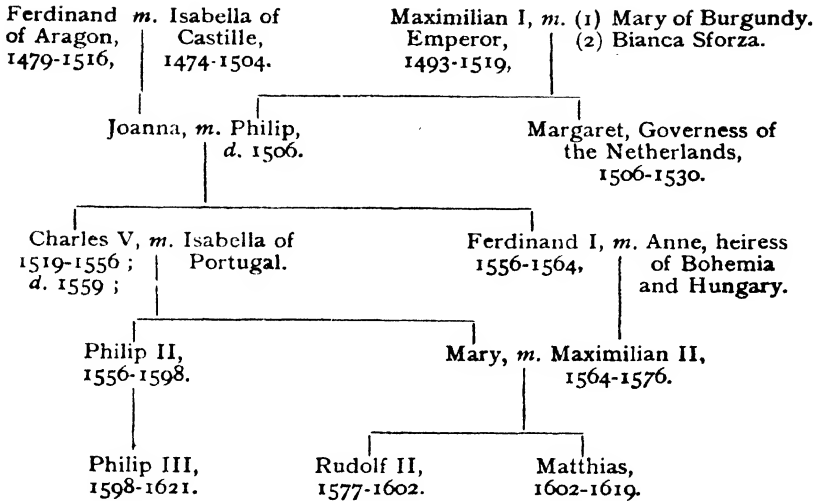 Ferdinand m. Isabella of
of Aragon, Castille,
1479-1516, 1474-1504.
Maximilian I, m. (1) Mary of Burgundy.
Emperor, (2) Bianca Sforza.
1493-1519,
Joanna, m. Philip,
d. 1506.
Margaret, Governess of
the Netherlands,
1506-1530.
Charles V, m. Isabella of
1519-1556 ; Portugal.
d. 1559 ;
Ferdinand I, m. Anne, heiress
1556-1564, of Bohemia
and Hungary.
Philip II,
1556-1598.
Mary, m. Maximilian II,
1564-1576.
Philip III,
1598-1621.
Rudolf II,
1577-1602.
Matthias,
1602-1619.